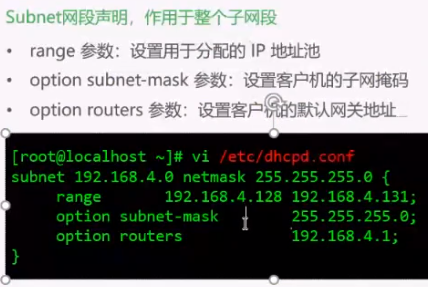 Subnet网段声明，作用于整个子网段
• range 参数：设置用于分配的 IP 地址池
• option subnet-mask 参数：设置客户机的子网掩码
• option routers 参数：设置客户机的默认网关地址
[root@localhost ~]# vi /etc/dhcpd.conf
subnet 192.168.4.0 netmask 255.255.255.0 {
range 192.168.4.128 192.168.4.131;
option subnet-mask 255.255.255.0;
option routers 192.168.4.1;
}